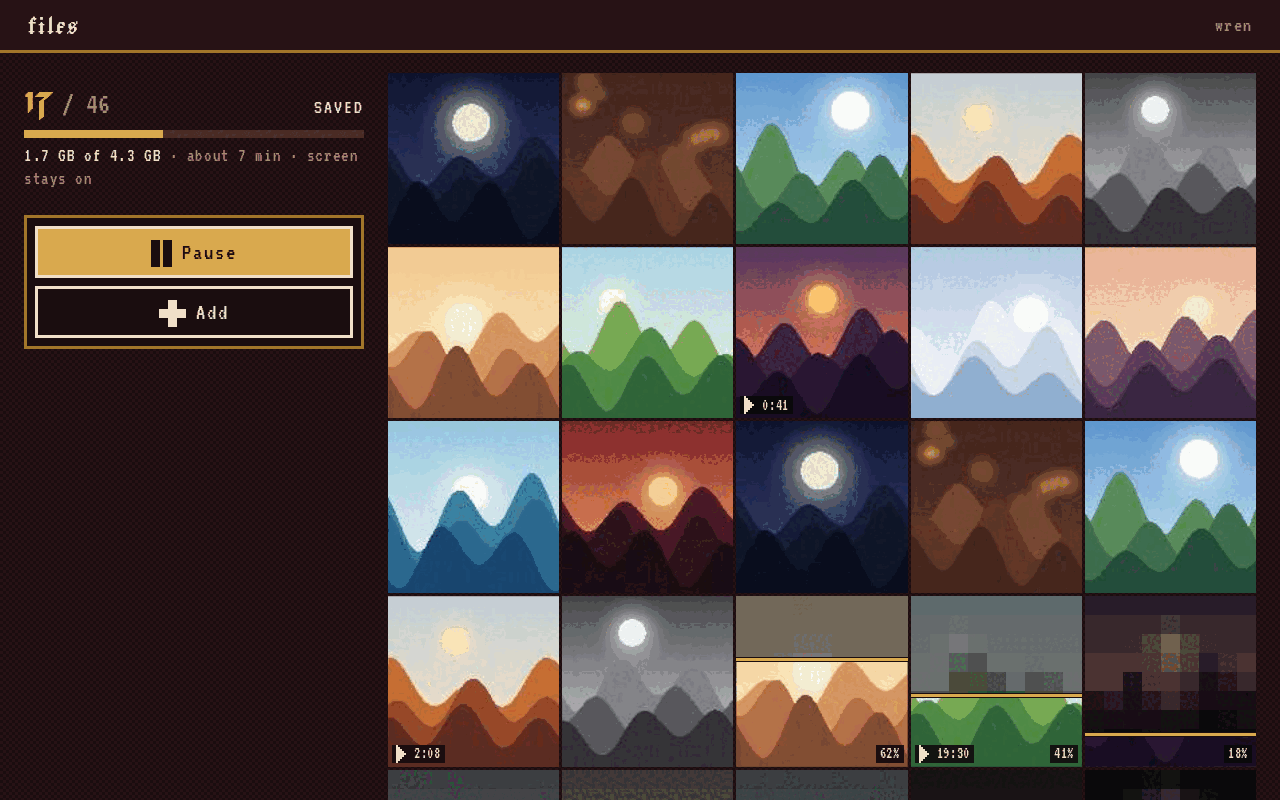 files
wren
17 / 46 SAVED
1.7 GB of 4.3 GB · about 7 min · screen
stays on
Pause
Add
0:41
2:08
62%
19:30 41%
18%